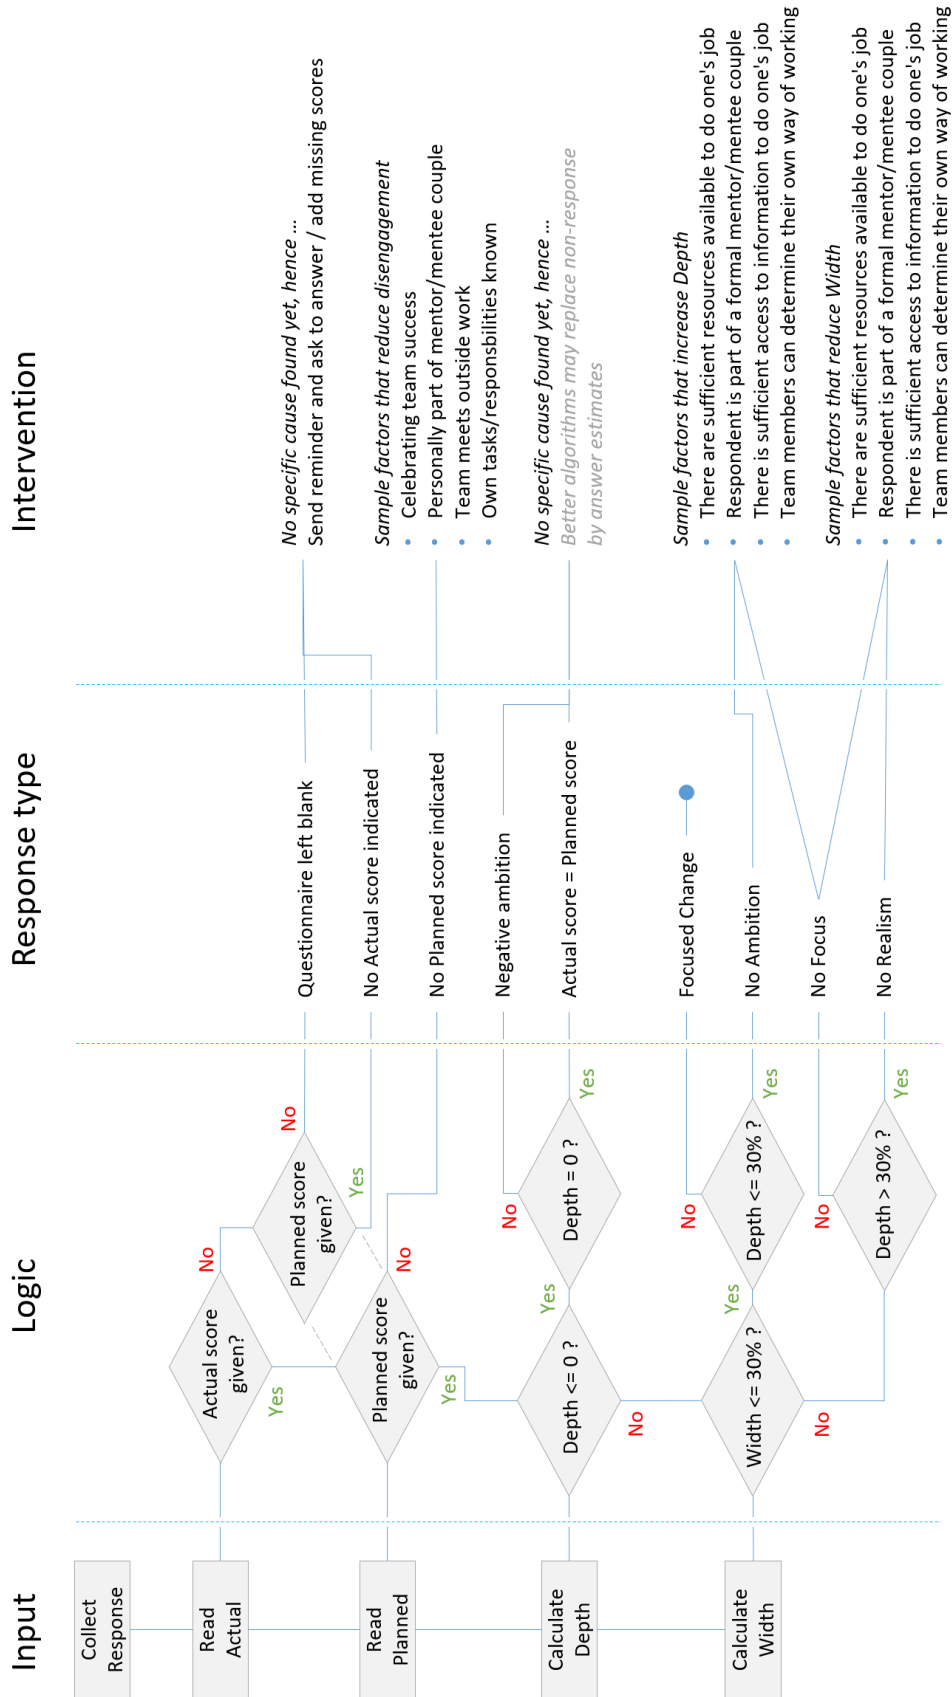 Input
Logic
Response type
Intervention
Collect
Response
Read
Actual
Read
Planned
Calculate
Depth
Calculate
Width
Actual score
given?
No
Yes
Planned score
given?
No
Yes
Planned score
given?
No
Yes
Depth <= 0 ?
Yes
No
Depth = 0 ?
No
Yes
Width <= 30% ?
Yes
No
Depth <= 30% ?
No
Yes
Depth > 30% ?
No
Yes
Questionnaire left blank
No Actual score indicated
No Planned score indicated
Negative ambition
Actual score = Planned score
Focused Change
No Ambition
No Focus
No Realism
No specific cause found yet, hence ...
Send reminder and ask to answer / add missing scores
Sample factors that reduce disengagement
• Celebrating team success
• Personally part of mentor/mentee couple
• Team meets outside work
• Own tasks/responsbilities known
No specific cause found yet, hence ...
Better algorithms may replace non-response
by answer estimates
Sample factors that increase Depth
• There are sufficient resources available to do one's job
• Respondent is part of a formal mentor/mentee couple
• There is sufficient access to information to do one's job
• Team members can determine their own way of working
Sample factors that reduce Width
• There are sufficient resources available to do one's job
• Respondent is part of a formal mentor/mentee couple
• There is sufficient access to information to do one's job
• Team members can determine their own way of working